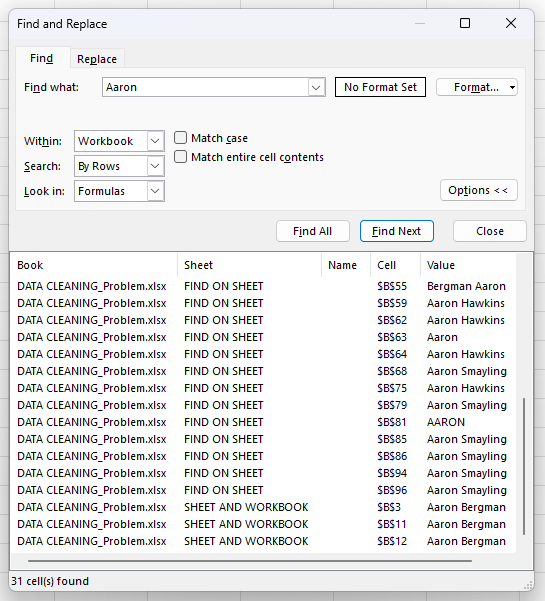 Find and Replace
Find Replace
Find what: Aaron No Format Set Format...
Within: Workbook Match case
Match entire cell contents
Search: By Rows
Look in: Formulas Options <<
Find All Find Next Close
Book Sheet Name Cell Value
DATA CLEANING_Problem.xlsx FIND ON SHEET $B$55 Bergman Aaron
DATA CLEANING_Problem.xlsx FIND ON SHEET $B$59 Aaron Hawkins
DATA CLEANING_Problem.xlsx FIND ON SHEET $B$62 Aaron Hawkins
DATA CLEANING_Problem.xlsx FIND ON SHEET $B$63 Aaron
DATA CLEANING_Problem.xlsx FIND ON SHEET $B$64 Aaron Hawkins
DATA CLEANING_Problem.xlsx FIND ON SHEET $B$68 Aaron Smayling
DATA CLEANING_Problem.xlsx FIND ON SHEET $B$75 Aaron Hawkins
DATA CLEANING_Problem.xlsx FIND ON SHEET $B$79 Aaron Smayling
DATA CLEANING_Problem.xlsx FIND ON SHEET $B$81 AARON
DATA CLEANING_Problem.xlsx FIND ON SHEET $B$85 Aaron Smayling
DATA CLEANING_Problem.xlsx FIND ON SHEET $B$86 Aaron Smayling
DATA CLEANING_Problem.xlsx FIND ON SHEET $B$94 Aaron Smayling
DATA CLEANING_Problem.xlsx FIND ON SHEET $B$96 Aaron Smayling
DATA CLEANING_Problem.xlsx SHEET AND WORKBOOK $B$3 Aaron Bergman
DATA CLEANING_Problem.xlsx SHEET AND WORKBOOK $B$11 Aaron Bergman
DATA CLEANING_Problem.xlsx SHEET AND WORKBOOK $B$12 Aaron Bergman
31 cell(s) found